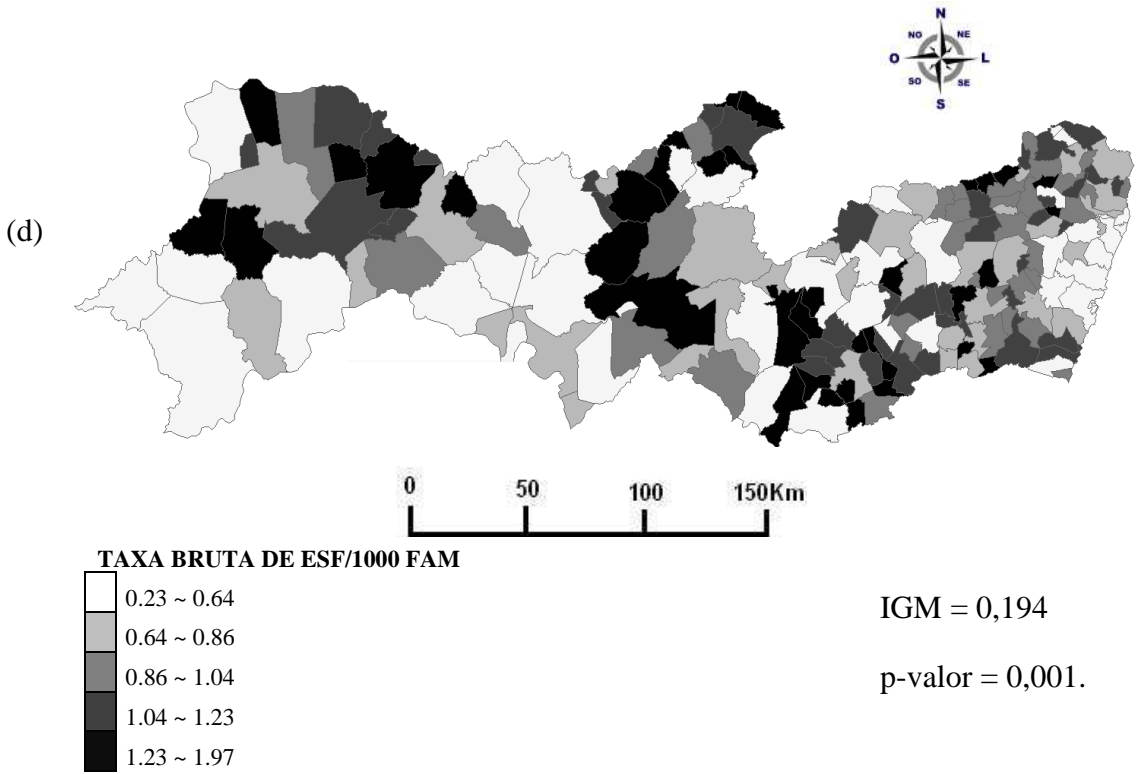 N
NO NE
O L
SO SE
S
(d)
0 50 100 150Km
TAXA BRUTA DE ESF/1000 FAM
0.23 ~ 0.64
0.64 ~ 0.86
0.86 ~ 1.04
1.04 ~ 1.23
1.23 ~ 1.97
IGM = 0,194
p-valor = 0,001.